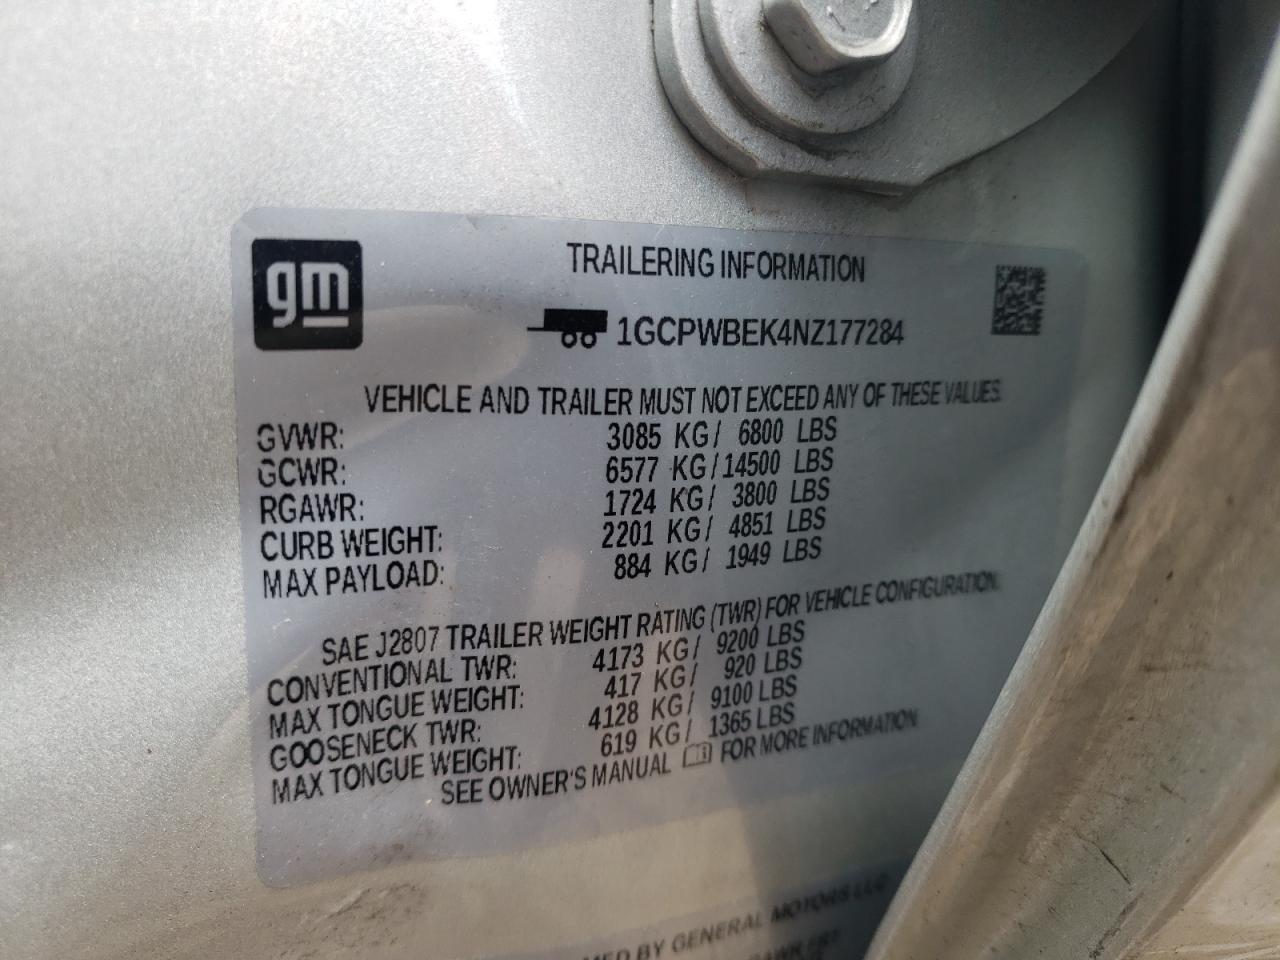 gm
TRAILERING INFORMATION
1GCPWBEK4NZ177284
VEHICLE AND TRAILER MUST NOT EXCEED ANY OF THESE VALUES.
GVWR: 3085 KG/ 6800 LBS
GCWR: 6577 KG/14500 LBS
RGAWR: 1724 KG/ 3800 LBS
CURB WEIGHT: 2201 KG/ 4851 LBS
MAX PAYLOAD: 884 KG/ 1949 LBS
SAE J2807 TRAILER WEIGHT RATING (TWR) FOR VEHICLE CONFIGURATION.
CONVENTIONAL TWR: 4173 KG/ 9200 LBS
MAX TONGUE WEIGHT: 417 KG/ 920 LBS
GOOSENECK TWR: 4128 KG/ 9100 LBS
MAX TONGUE WEIGHT: 619 KG/ 1365 LBS
SEE OWNER'S MANUAL FOR MORE INFORMATION
BY GENERAL MOTORS LLC